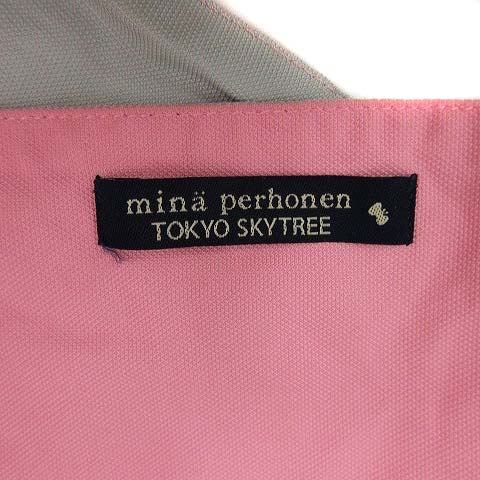 minä perhonen
TOKYO SKYTREE